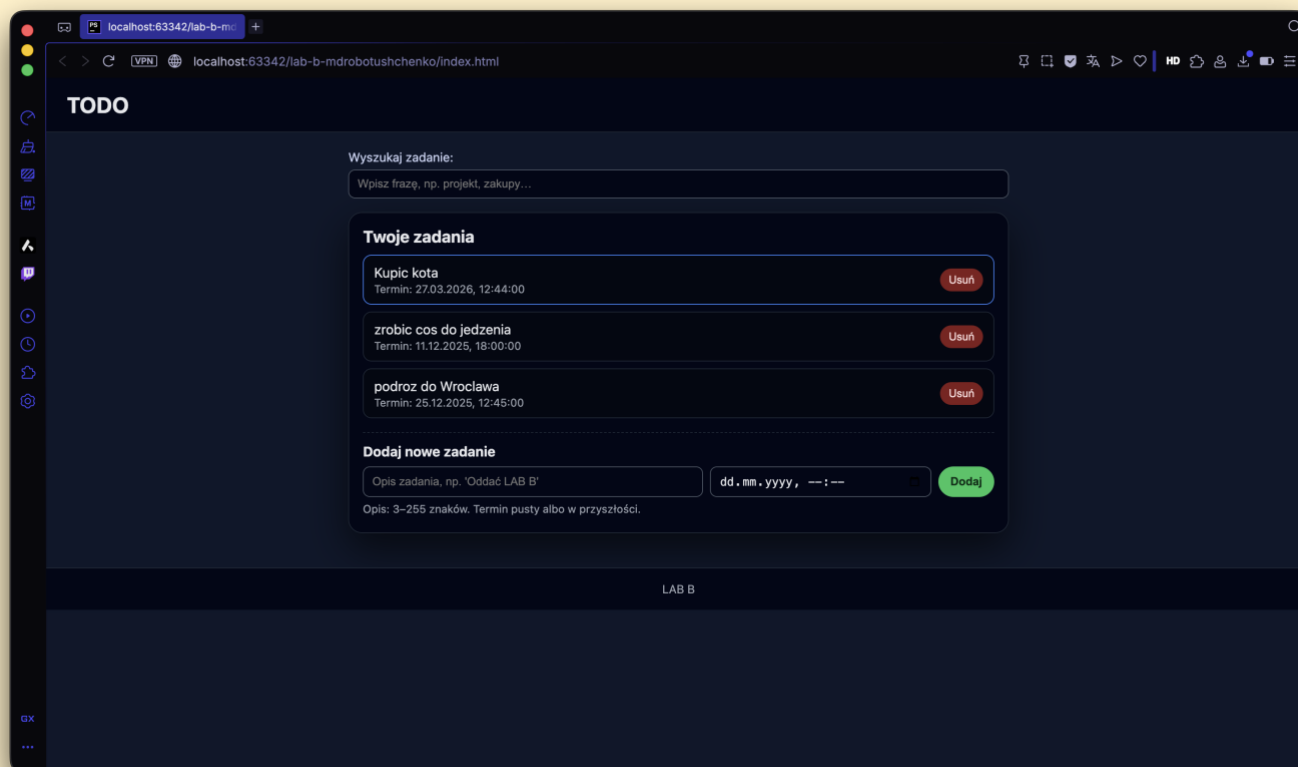 PS localhost:63342/lab-b-md
VPN localhost:63342/lab-b-mdrobotushchenko/index.html HD
TODO
Wyszukaj zadanie:
Wpisz frazę, np. projekt, zakupy…
Twoje zadania
Kupic kota
Termin: 27.03.2026, 12:44:00
Usuń
zrobic cos do jedzenia
Termin: 11.12.2025, 18:00:00
Usuń
podroz do Wroclawa
Termin: 25.12.2025, 12:45:00
Usuń
Dodaj nowe zadanie
Opis zadania, np. 'Oddać LAB B' dd.mm.yyyy, --:-- Dodaj
Opis: 3–255 znaków. Termin pusty albo w przyszłości.
LAB B
GX